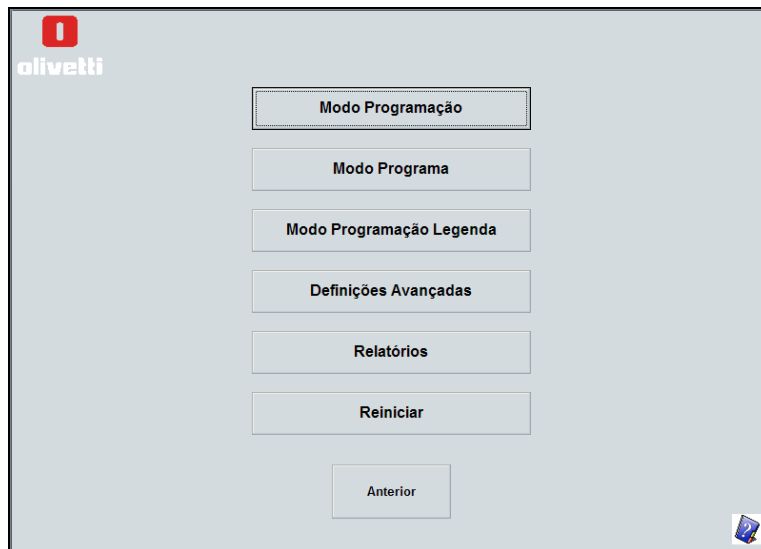 olivetti
Modo Programação
Modo Programa
Modo Programação Legenda
Definições Avançadas
Relatórios
Reiniciar
Anterior
?